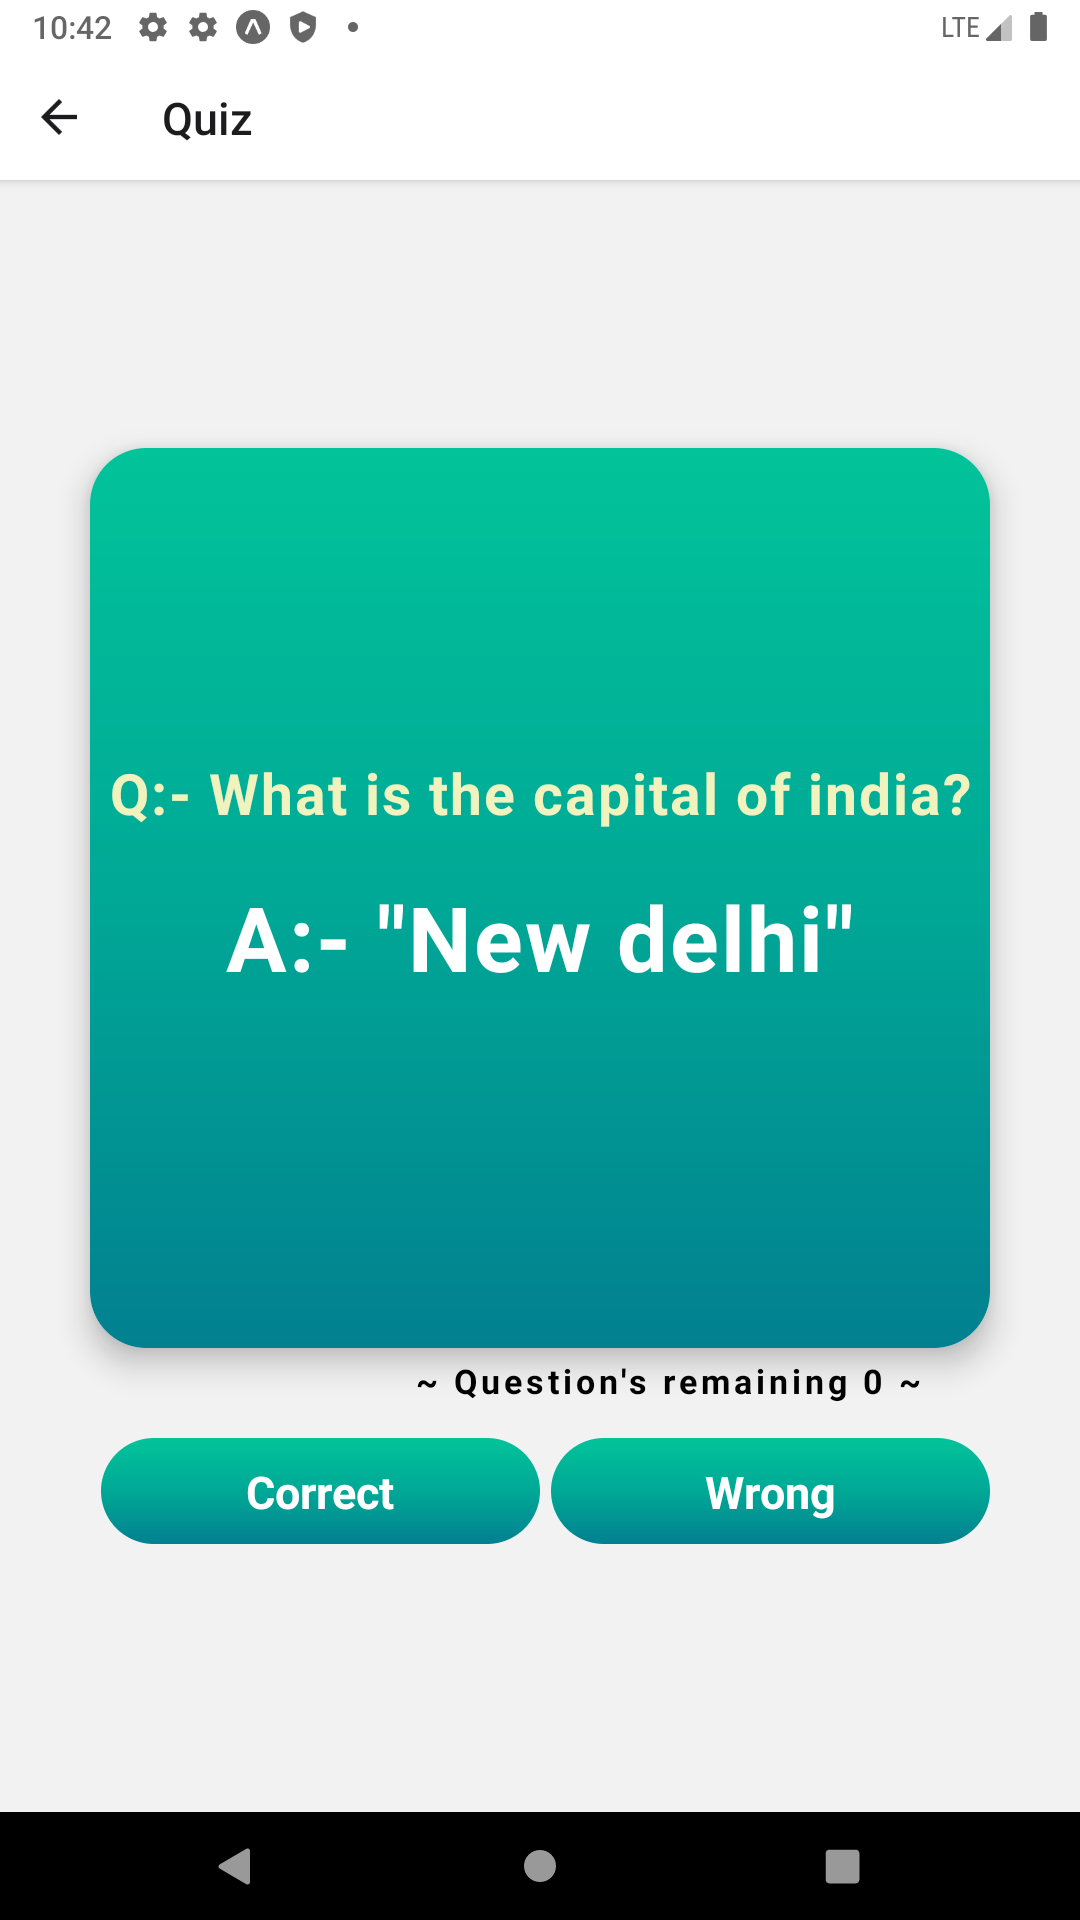 10:42
LTE
Quiz
Q:- What is the capital of india?
A:- "New delhi"
~ Question's remaining 0 ~
Correct
Wrong